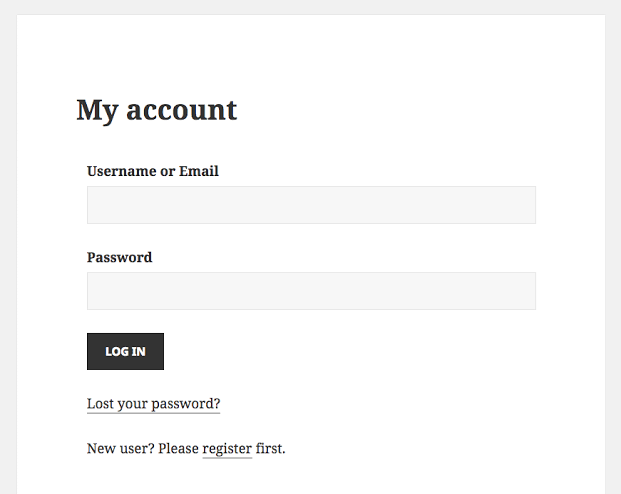 My account
Username or Email
Password
LOG IN
Lost your password?
New user? Please register first.